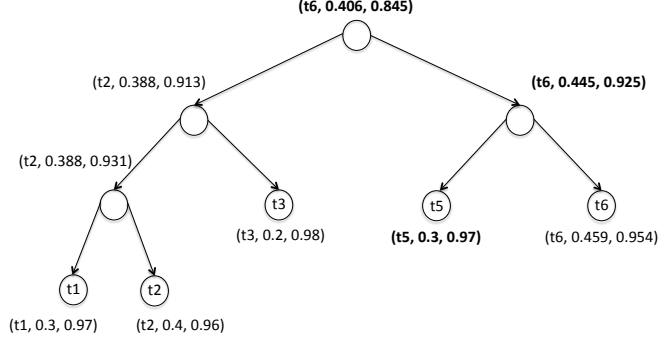 (t6, 0.406, 0.845)
(t2, 0.388, 0.913)
(t6, 0.445, 0.925)
(t2, 0.388, 0.931)
t3
t5
t6
(t3, 0.2, 0.98)
(t5, 0.3, 0.97)
(t6, 0.459, 0.954)
t1
t2
(t1, 0.3, 0.97)
(t2, 0.4, 0.96)